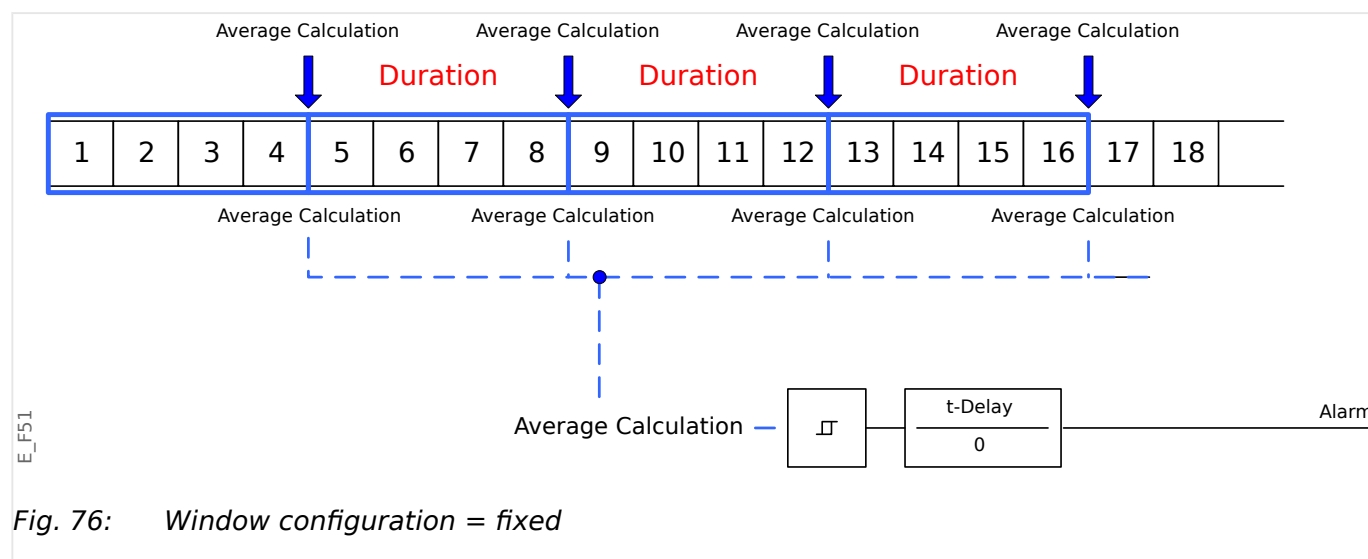 Average Calculation Average Calculation Average Calculation Average Calculation
Duration Duration Duration
1 2 3 4 5 6 7 8 9 10 11 12 13 14 15 16 17 18
Average Calculation Average Calculation Average Calculation Average Calculation
t-Delay
Alarm
Average Calculation
0
E_F51
Fig. 76: Window configuration = fixed